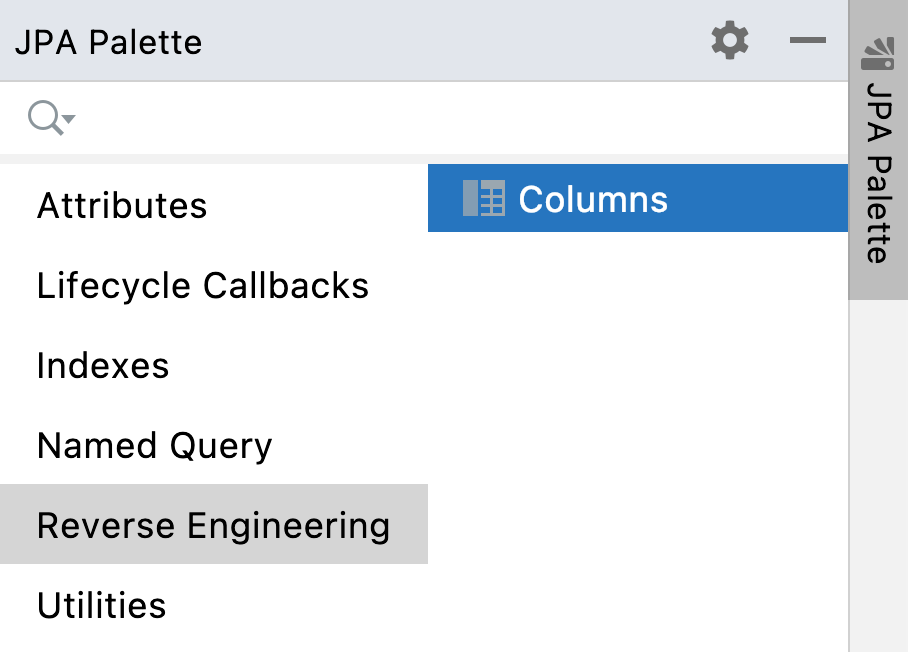 JPA Palette
Attributes
Lifecycle Callbacks
Indexes
Named Query
Reverse Engineering
Utilities
Columns
JPA Palette